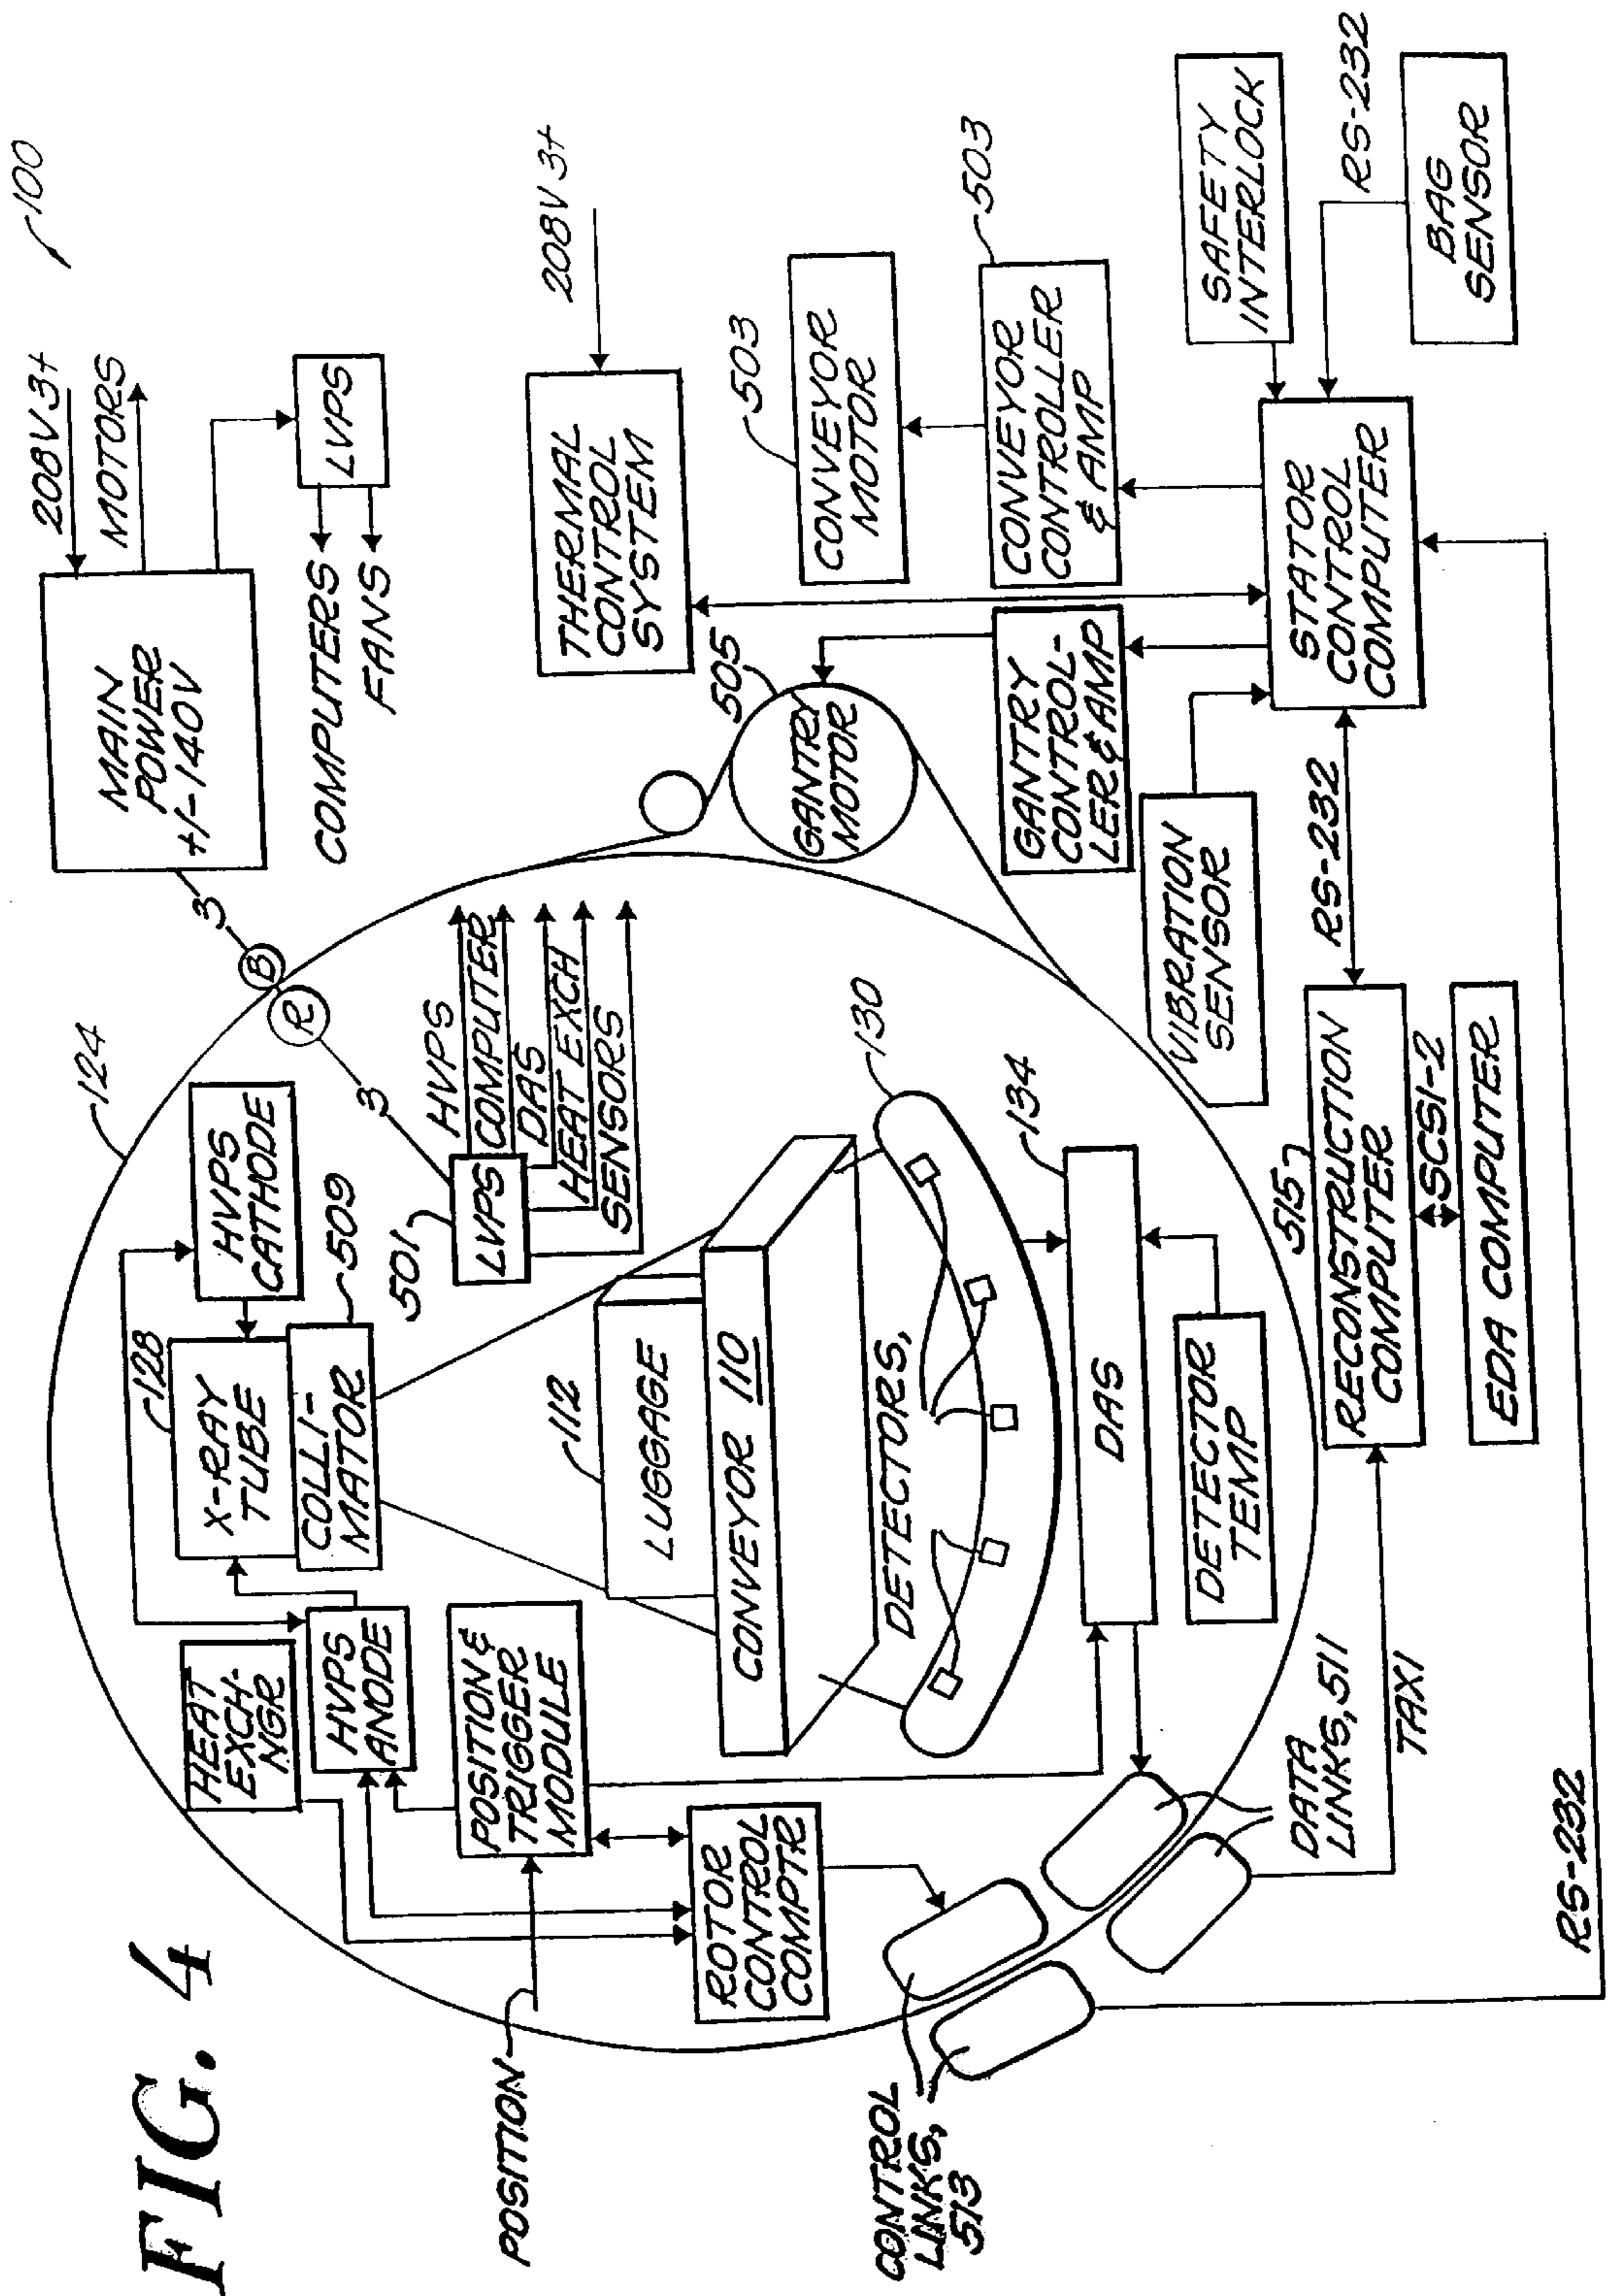 FIG. 4
100
124
208V 3+
MOTORS
MAIN
POWER
+/-140V
LVPS
COMPUTERS
FANS
3
B
R
3
128
HVPS
CATHODE
X-RAY
TUBE
COLLI-
MATOR
509
HEAT
EXCH-
NGR
HVPS
ANODE
501
LVPS
HVPS
COMPUTER
DAS
HEAT EXCH
SENSORS
208V 3+
THERMAL
CONTROL
SYSTEM
POSITION
POSITION &
TRIGGER
MODULE
112
LUGGAGE
CONVEYOR 110
505
GANTRY
MOTOR
503
CONVEYOR
MOTOR
ROTOR
CONTROL
COMPTR
DETECTORS,
130
503
CONVEYOR
CONTROLLER
& AMP
GANTRY
CONTROL-
LER & AMP
134
DAS
DETECTOR
TEMP
VIBRATION
SENSOR
SAFETY
INTERLOCK
STATOR
CONTROL
COMPUTER
RS-232
BAG
SENSOR
CONTROL
LINKS,
513
DATA
LINKS, 511
TAXI
515
RECONSTRUCTION
COMPUTER
RS-232
SCSI-2
EDA COMPUTER
RS-232